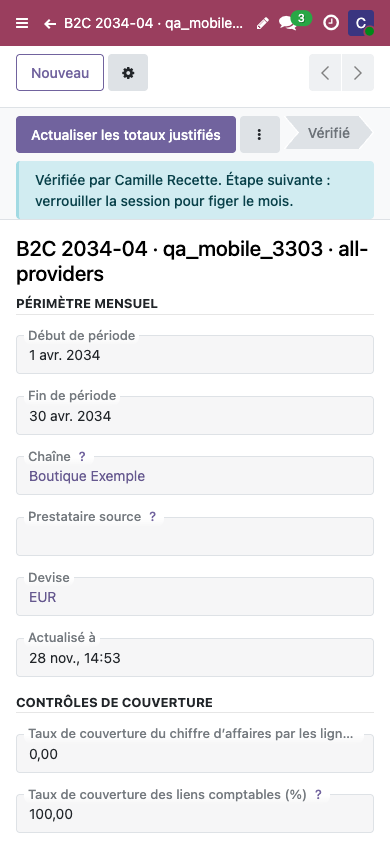 B2C 2034-04 · qa_mobile...
3
C
Nouveau
Actualiser les totaux justifiés
Vérifié
Vérifiée par Camille Recette. Étape suivante :
verrouiller la session pour figer le mois.
B2C 2034-04 · qa_mobile_3303 · all-
providers
PÉRIMÈTRE MENSUEL
Début de période
1 avr. 2034
Fin de période
30 avr. 2034
Chaîne ?
Boutique Exemple
Prestataire source ?
Devise
EUR
Actualisé à
28 nov., 14:53
CONTRÔLES DE COUVERTURE
Taux de couverture du chiffre d’affaires par les lign...
0,00
Taux de couverture des liens comptables (%) ?
100,00